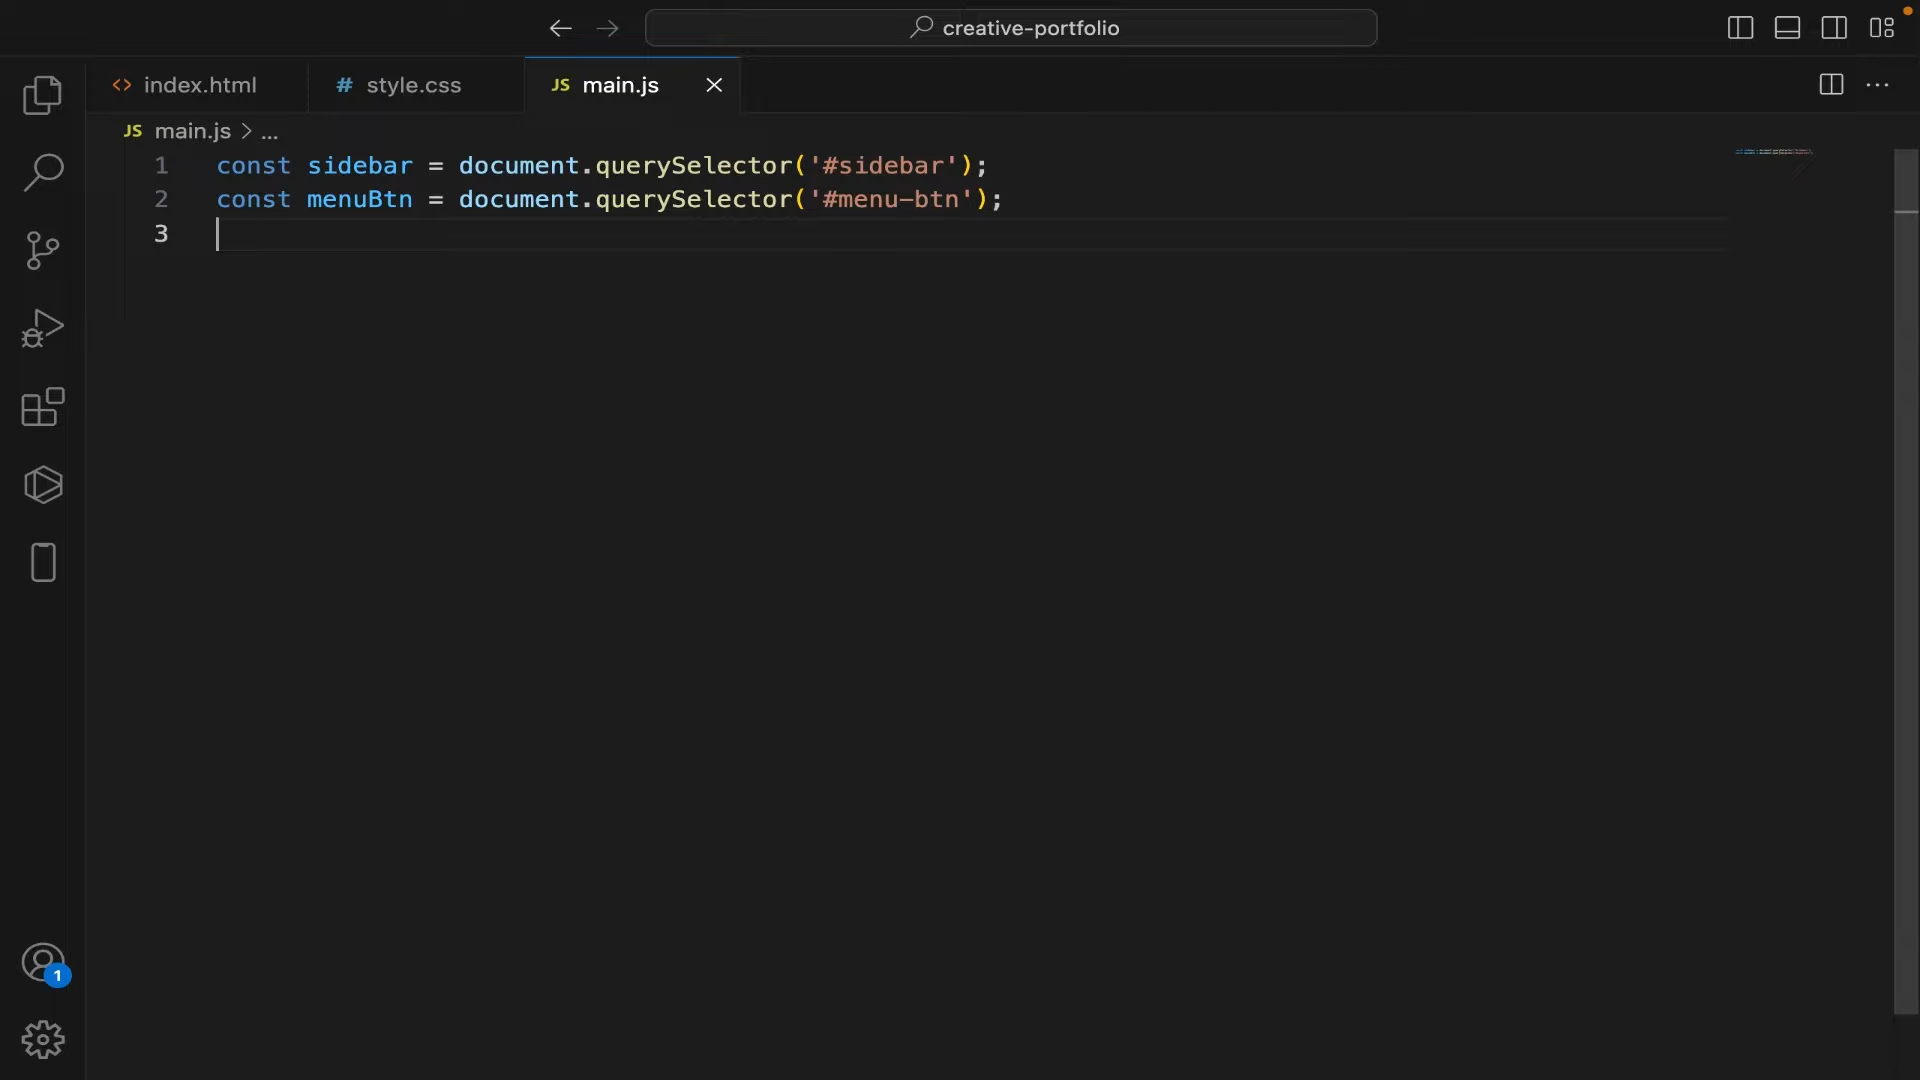 creative-portfolio
<> index.html
# style.css
JS main.js
JS main.js > ...
1 const sidebar = document.querySelector('#sidebar');
2 const menuBtn = document.querySelector('#menu-btn');
3
1